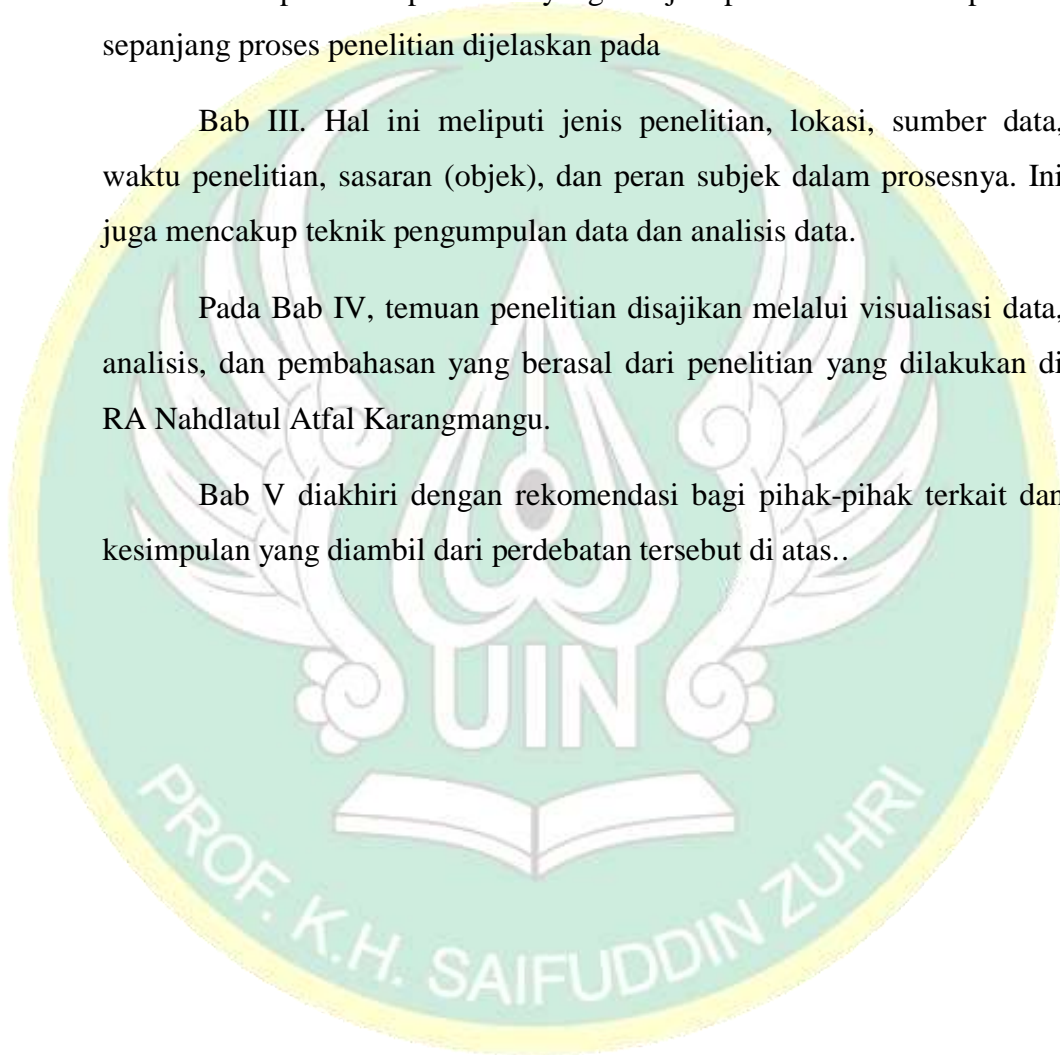 sepanjang proses penelitian dijelaskan pada
Bab III. Hal ini meliputi jenis penelitian, lokasi, sumber data,
waktu penelitian, sasaran (objek), dan peran subjek dalam prosesnya. Ini
juga mencakup teknik pengumpulan data dan analisis data.
Pada Bab IV, temuan penelitian disajikan melalui visualisasi data,
analisis, dan pembahasan yang berasal dari penelitian yang dilakukan di
RA Nahdlatul Atfal Karangmangu.
Bab V diakhiri dengan rekomendasi bagi pihak-pihak terkait dan
kesimpulan yang diambil dari perdebatan tersebut di atas..
UIN
PROF. K.H. SAIFUDDIN ZUHRI